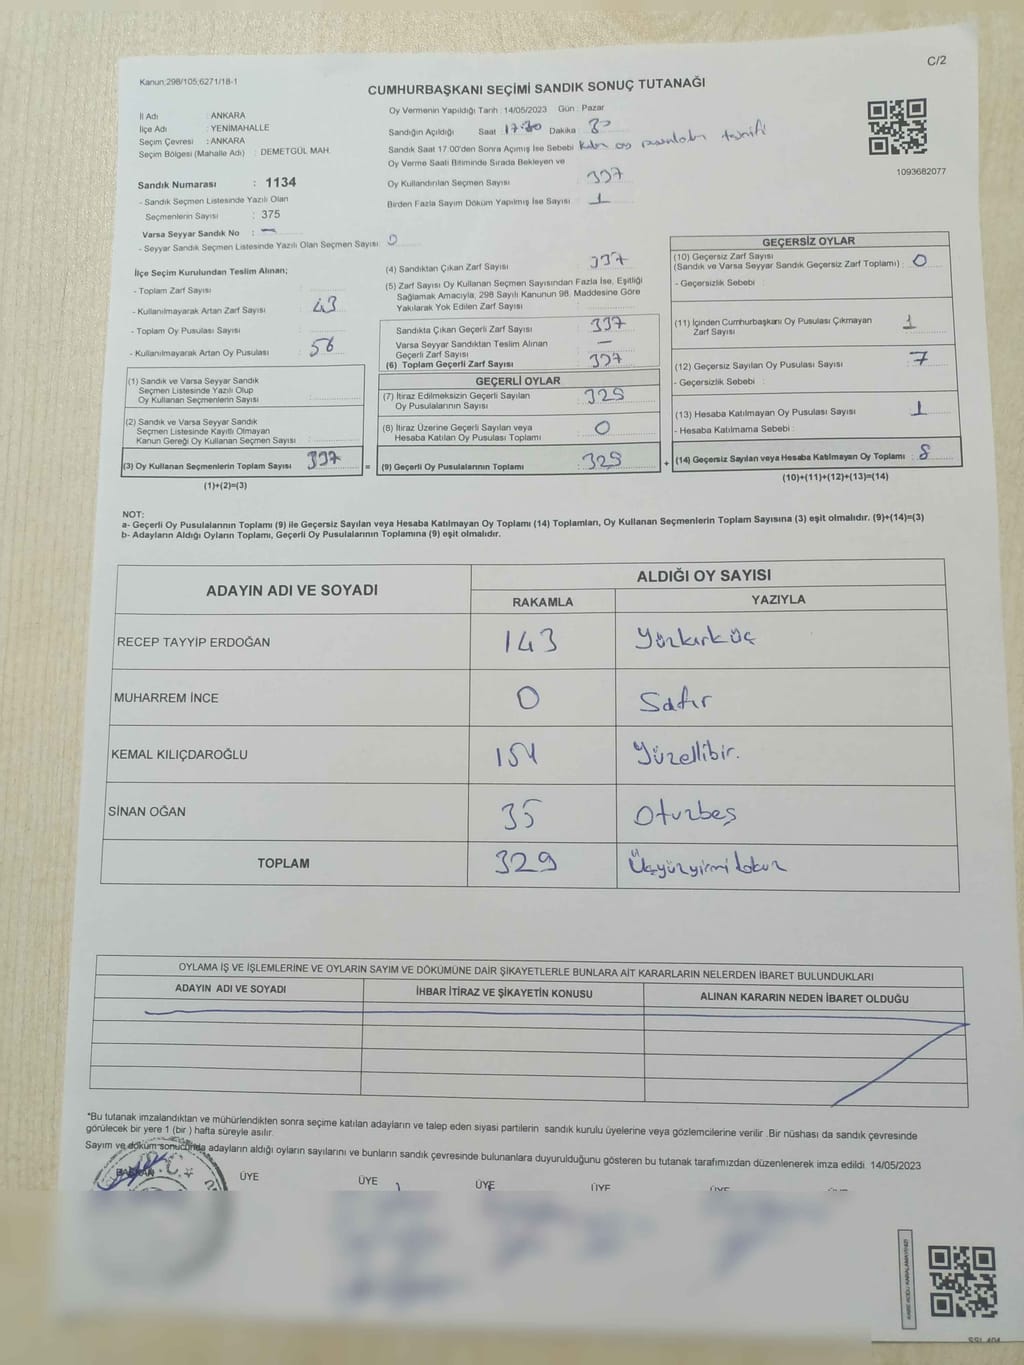 C/2
Kanun:298/105;6271/18-1
CUMHURBAŞKANI SEÇİMİ SANDIK SONUÇ TUTANAĞI
İl Adı : ANKARA
İlçe Adı : YENİMAHALLE
Seçim Çevresi : ANKARA
Seçim Bölgesi (Mahalle Adı) : DEMETGÜL MAH.
Oy Vermenin Yapıldığı Tarih : 14/05/2023 Gün : Pazar
Sandığın Açıldığı Saat : 17:30 Dakika : 30
Sandık Saat 17.00'den Sonra Açımış İse Sebebi
Oy Verme Saati Bitiminde Sırada Bekleyen ve
Oy Kullandırılan Seçmen Sayısı 337
Birden Fazla Sayım Döküm Yapılmış İse Sayısı : 1
1093682077
Sandık Numarası : 1134
- Sandık Seçmen Listesinde Yazılı Olan
Seçmenlerin Sayısı : 375
Varsa Seyyar Sandık No : —
- Seyyar Sandık Seçmen Listesinde Yazılı Olan Seçmen Sayısı : 0
İlçe Seçim Kurulundan Teslim Alınan;
- Toplam Zarf Sayısı :
- Kullanılmayarak Artan Zarf Sayısı : 43
- Toplam Oy Pusulası Sayısı :
- Kullanılmayarak Artan Oy Pusulası : 56
(1) Sandık ve Varsa Seyyar Sandık
Seçmen Listesinde Yazılı Olup
Oy Kullanan Seçmenlerin Sayısı :
(2) Sandık ve Varsa Seyyar Sandık
Seçmen Listesinde Kayıtlı Olmayan
Kanun Gereği Oy Kullanan Seçmen Sayısı :
(3) Oy Kullanan Seçmenlerin Toplam Sayısı : 337
(1)+(2)=(3)
(4) Sandıktan Çıkan Zarf Sayısı : 337
(5) Zarf Sayısı Oy Kullanan Seçmen Sayısından Fazla İse, Eşitliği
Sağlamak Amacıyla, 298 Sayılı Kanunun 98. Maddesine Göre
Yakılarak Yok Edilen Zarf Sayısı :
Sandıkta Çıkan Geçerli Zarf Sayısı : 337
Varsa Seyyar Sandıktan Teslim Alınan
Geçerli Zarf Sayısı : —
(6) Toplam Geçerli Zarf Sayısı : 337
GEÇERLİ OYLAR
(7) İtiraz Edilmeksizin Geçerli Sayılan
Oy Pusulalarının Sayısı : 329
(8) İtiraz Üzerine Geçerli Sayılan veya
Hesaba Katılan Oy Pusulası Toplamı : 0
= (9) Geçerli Oy Pusulalarının Toplamı : 329
GEÇERSİZ OYLAR
(10) Geçersiz Zarf Sayısı
(Sandık ve Varsa Seyyar Sandık Geçersiz Zarf Toplamı) : 0
- Geçersizlik Sebebi :
(11) İçinden Cumhurbaşkanı Oy Pusulası Çıkmayan
Zarf Sayısı : 1
(12) Geçersiz Sayılan Oy Pusulası Sayısı : 7
- Geçersizlik Sebebi :
(13) Hesaba Katılmayan Oy Pusulası Sayısı : 1
- Hesaba Katılmama Sebebi :
+ (14) Geçersiz Sayılan veya Hesaba Katılmayan Oy Toplamı : 8
(10)+(11)+(12)+(13)=(14)
NOT:
a- Geçerli Oy Pusulalarının Toplamı (9) ile Geçersiz Sayılan veya Hesaba Katılmayan Oy Toplamı (14) Toplamları, Oy Kullanan Seçmenlerin Toplam Sayısına (3) eşit olmalıdır. (9)+(14)=(3)
b- Adayların Aldığı Oyların Toplamı, Geçerli Oy Pusulalarının Toplamına (9) eşit olmalıdır.
ADAYIN ADI VE SOYADI ALDIĞI OY SAYISI
RAKAMLA YAZIYLA
RECEP TAYYİP ERDOĞAN 143 Yüzkırküç
MUHARREM İNCE 0 Sıfır
KEMAL KILIÇDAROĞLU 151 Yüzellibir.
SİNAN OĞAN 35 Otuzbeş
TOPLAM 329 Üçyüzyirmidokuz
OYLAMA İŞ VE İŞLEMLERİNE VE OYLARIN SAYIM VE DÖKÜMÜNE DAİR ŞİKAYETLERLE BUNLARA AİT KARARLARIN NELERDEN İBARET BULUNDUKLARI
ADAYIN ADI VE SOYADI İHBAR İTİRAZ VE ŞİKAYETİN KONUSU ALINAN KARARIN NEDEN İBARET OLDUĞU
*Bu tutanak imzalandıktan ve mühürlendikten sonra seçime katılan adayların ve talep eden siyasi partilerin sandık kurulu üyelerine veya gözlemcilerine verilir. Bir nüshası da sandık çevresinde
görülecek bir yere 1 (bir) hafta süreyle asılır.
Sayım ve döküm sonucunda adayların aldığı oyların sayılarını ve bunların sandık çevresinde bulunanlara duyurulduğunu gösteren bu tutanak tarafımızdan düzenlenerek imza edildi. 14/05/2023
BAŞKAN ÜYE ÜYE ÜYE ÜYE ÜYE